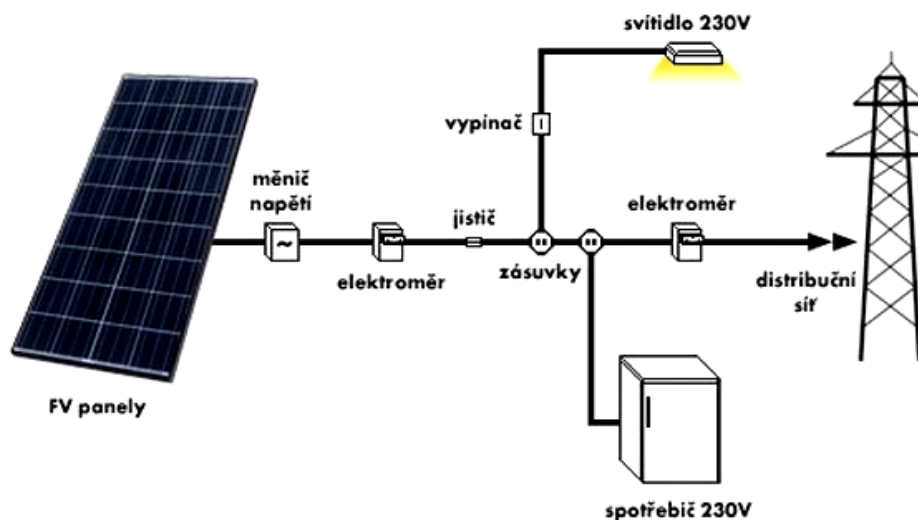 svítidlo 230V
vypínač
měnič
napětí
jistič
elektroměr
elektroměr
zásuvky
distribuční
síť
FV panely
spotřebič 230V